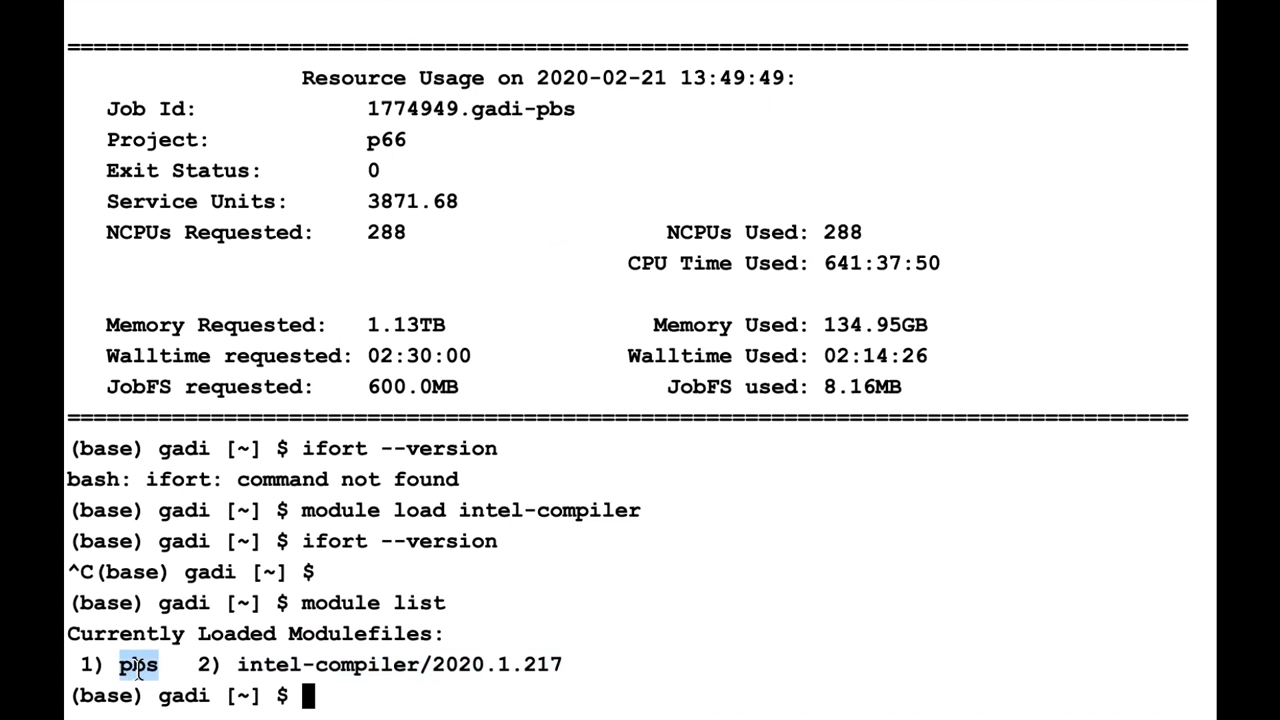 ================================================================================
Resource Usage on 2020-02-21 13:49:49:
Job Id: 1774949.gadi-pbs
Project: p66
Exit Status: 0
Service Units: 3871.68
NCPUs Requested: 288 NCPUs Used: 288
CPU Time Used: 641:37:50
Memory Requested: 1.13TB Memory Used: 134.95GB
Walltime requested: 02:30:00 Walltime Used: 02:14:26
JobFS requested: 600.0MB JobFS used: 8.16MB
================================================================================
(base) gadi [~] $ ifort --version
bash: ifort: command not found
(base) gadi [~] $ module load intel-compiler
(base) gadi [~] $ ifort --version
^C(base) gadi [~] $
(base) gadi [~] $ module list
Currently Loaded Modulefiles:
1) pbs 2) intel-compiler/2020.1.217
(base) gadi [~] $